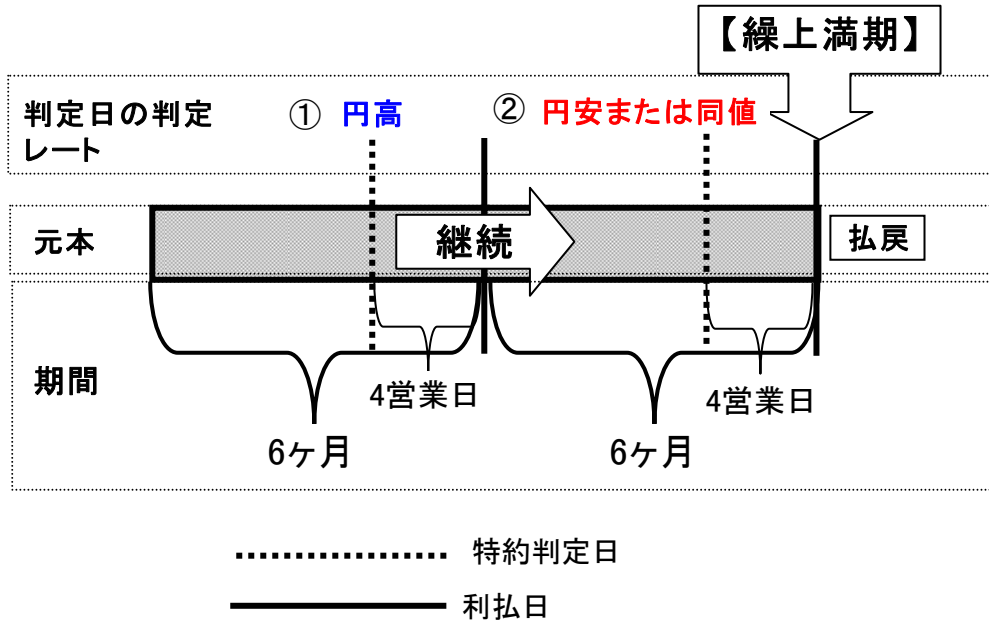 【繰上満期】
判定日の判定
レート
① 円高
② 円安または同値
元本
継続
払戻
期間
4営業日
4営業日
6ヶ月
6ヶ月
特約判定日
利払日